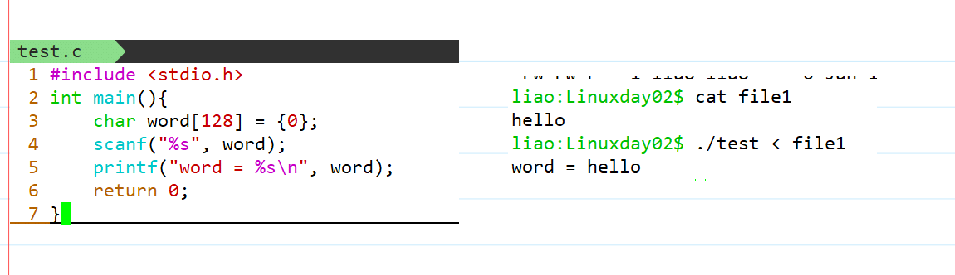 test.c
1 #include <stdio.h>
2 int main(){
3 char word[128] = {0};
4 scanf("%s", word);
5 printf("word = %s\n", word);
6 return 0;
7 }
liao:Linuxday02$ cat file1
hello
liao:Linuxday02$ ./test < file1
word = hello